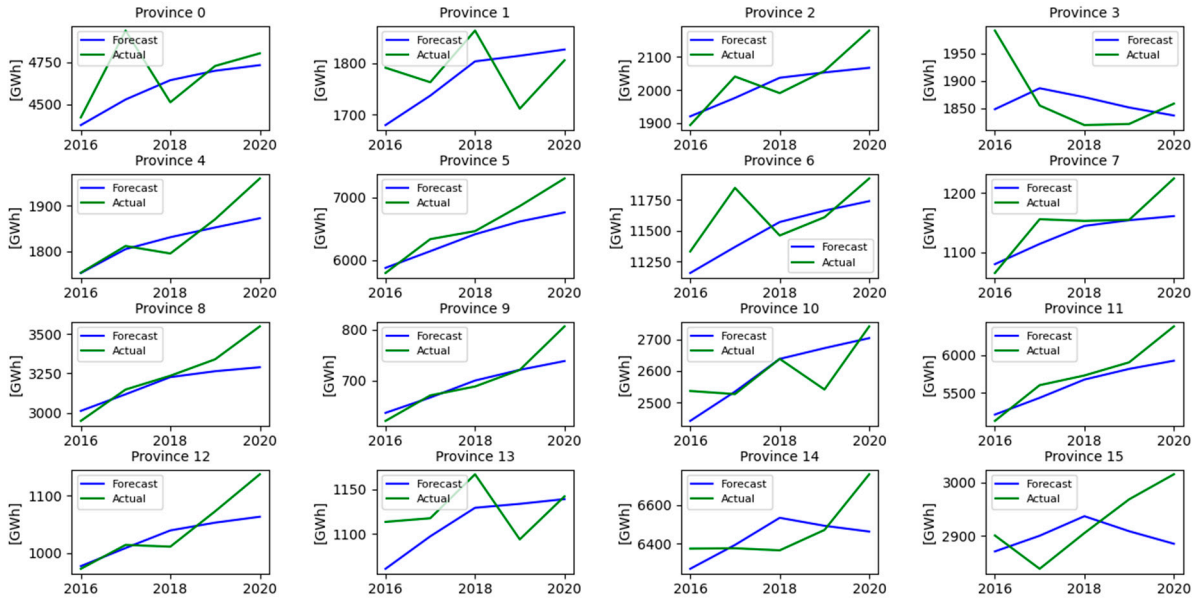 Province 0
[GWh]
4750
4500
Forecast
Actual
2016
2018
2020
Province 1
[GWh]
1800
1700
Forecast
Actual
2016
2018
2020
Province 2
[GWh]
2100
2000
1900
Forecast
Actual
2016
2018
2020
Province 3
[GWh]
1950
1900
1850
Forecast
Actual
2016
2018
2020
Province 4
[GWh]
1900
1800
Forecast
Actual
2016
2018
2020
Province 5
[GWh]
7000
6000
Forecast
Actual
2016
2018
2020
Province 6
[GWh]
11750
11500
11250
Forecast
Actual
2016
2018
2020
Province 7
[GWh]
1200
1100
Forecast
Actual
2016
2018
2020
Province 8
[GWh]
3500
3250
3000
Forecast
Actual
2016
2018
2020
Province 9
[GWh]
800
700
Forecast
Actual
2016
2018
2020
Province 10
[GWh]
2700
2600
2500
Forecast
Actual
2016
2018
2020
Province 11
[GWh]
6000
5500
Forecast
Actual
2016
2018
2020
Province 12
[GWh]
1100
1000
Forecast
Actual
2016
2018
2020
Province 13
[GWh]
1150
1100
Forecast
Actual
2016
2018
2020
Province 14
[GWh]
6600
6400
Forecast
Actual
2016
2018
2020
Province 15
[GWh]
3000
2900
Forecast
Actual
2016
2018
2020